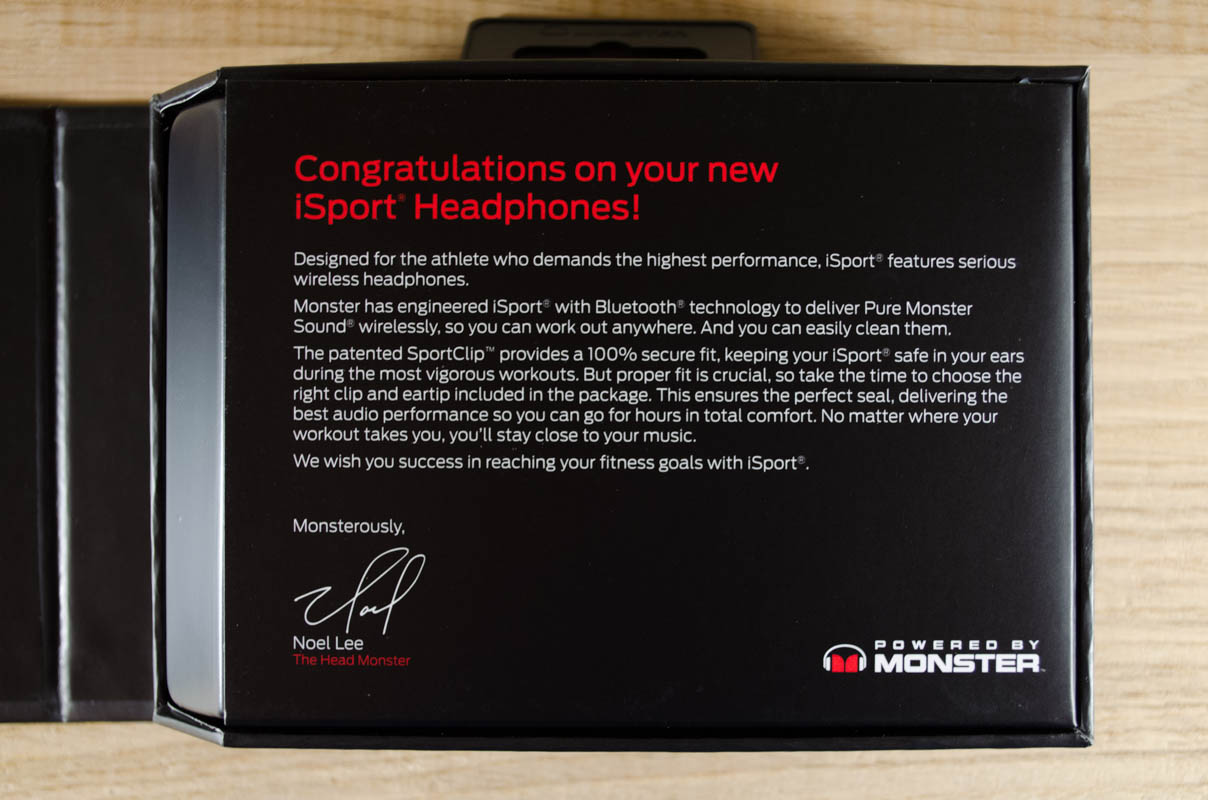 Congratulations on your new
iSport® Headphones!
Designed for the athlete who demands the highest performance, iSport® features serious
wireless headphones.
Monster has engineered iSport® with Bluetooth® technology to deliver Pure Monster
Sound® wirelessly, so you can work out anywhere. And you can easily clean them.
The patented SportClip™ provides a 100% secure fit, keeping your iSport® safe in your ears
during the most vigorous workouts. But proper fit is crucial, so take the time to choose the
right clip and eartip included in the package. This ensures the perfect seal, delivering the
best audio performance so you can go for hours in total comfort. No matter where your
workout takes you, you'll stay close to your music.
We wish you success in reaching your fitness goals with iSport®.
Monsterously,
Noel
Noel Lee
The Head Monster
POWERED BY
MONSTER™